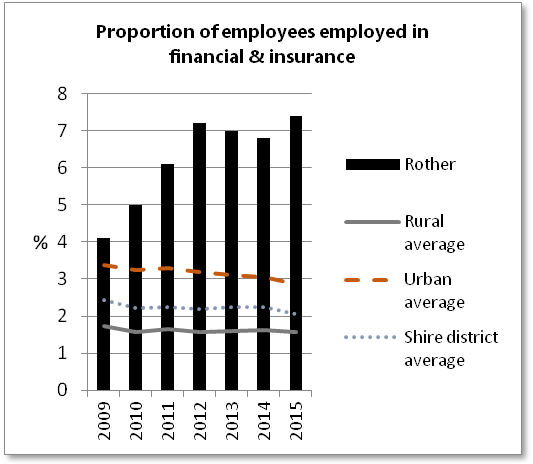 Proportion of employees employed in
financial & insurance
8
7
6
5
4
3
2
1
0
%
2009
2010
2011
2012
2013
2014
2015
Rother
Rural
average
Urban
average
Shire district
average